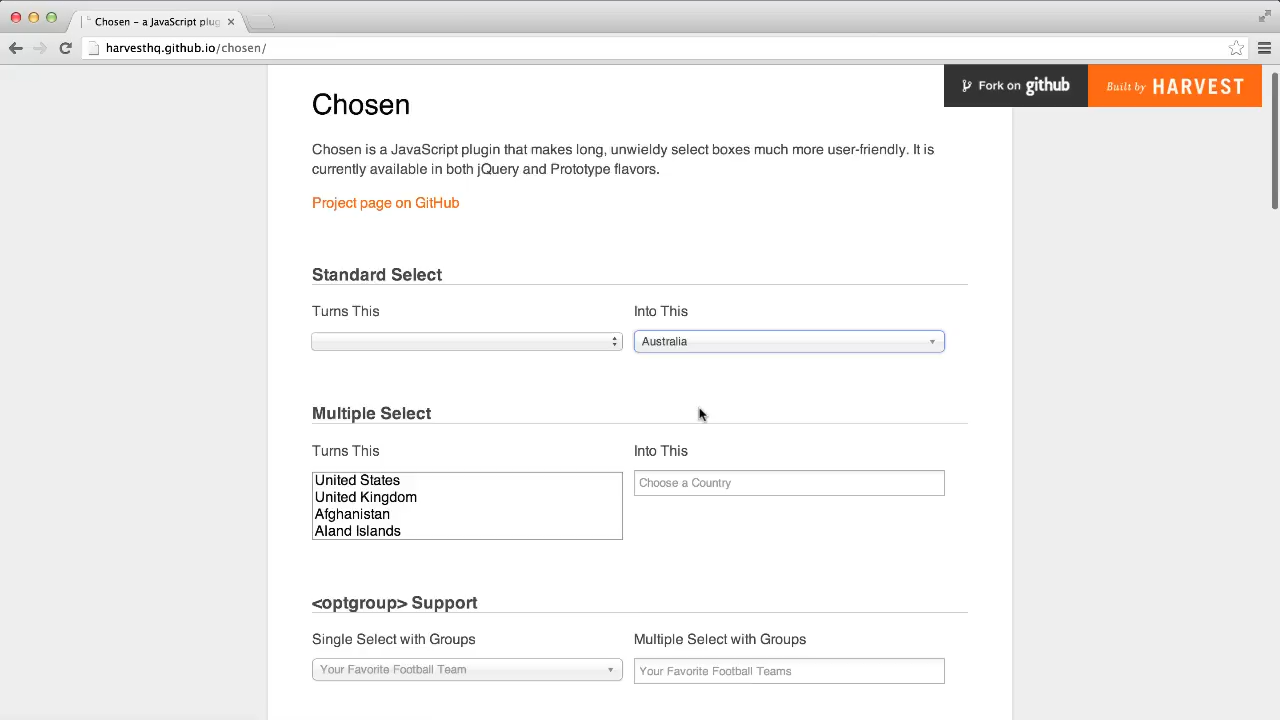 Chosen – a JavaScript plug
harvesthq.github.io/chosen/
Fork on github
Built by HARVEST
Chosen
Chosen is a JavaScript plugin that makes long, unwieldy select boxes much more user-friendly. It is
currently available in both jQuery and Prototype flavors.
Project page on GitHub
Standard Select
Turns This
Into This
Australia
Multiple Select
Turns This
Into This
United States
United Kingdom
Afghanistan
Aland Islands
Choose a Country
<optgroup> Support
Single Select with Groups
Multiple Select with Groups
Your Favorite Football Team
Your Favorite Football Teams